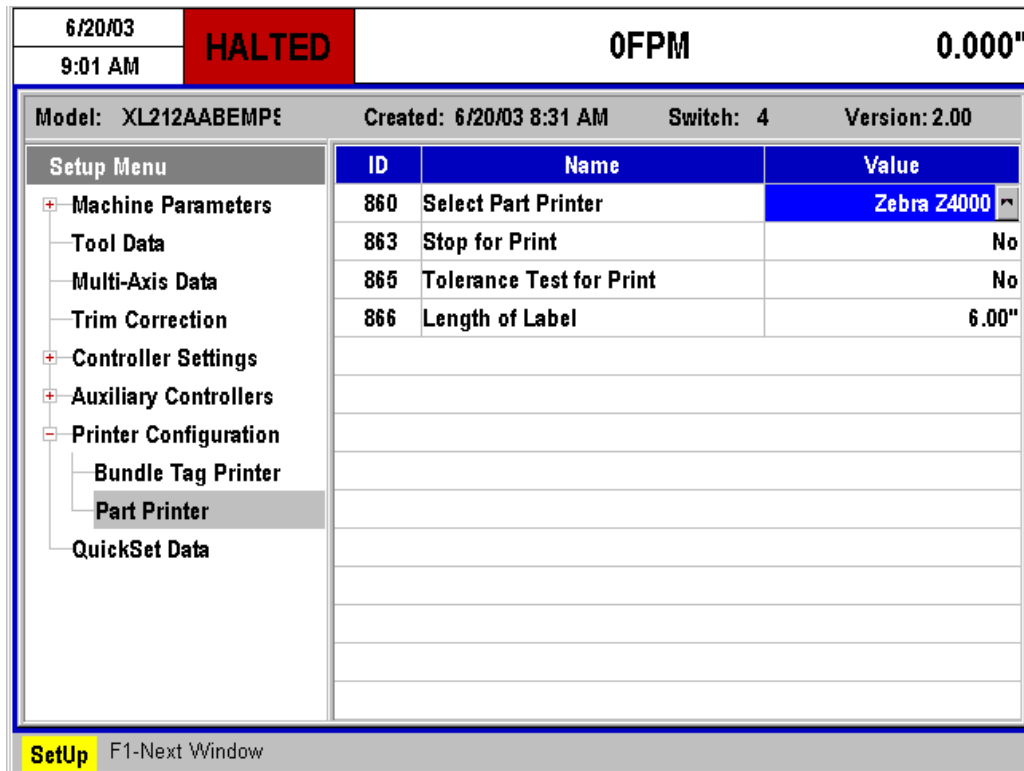 6/20/03
9:01 AM
HALTED
0FPM
0.000"
Model: XL212AABEMPS Created: 6/20/03 8:31 AM Switch: 4 Version: 2.00
Setup Menu
Machine Parameters
Tool Data
Multi-Axis Data
Trim Correction
Controller Settings
Auxiliary Controllers
Printer Configuration
Bundle Tag Printer
Part Printer
QuickSet Data
ID Name Value
860 Select Part Printer Zebra Z4000
863 Stop for Print No
865 Tolerance Test for Print No
866 Length of Label 6.00"
SetUp F1-Next Window